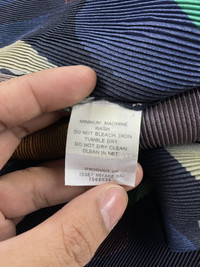 MINIMUM MACHINE
WASH
DO NOT BLEACH, IRON
TUMBLE DRY
DO NOT DRY CLEAN
CLEAN IN NET